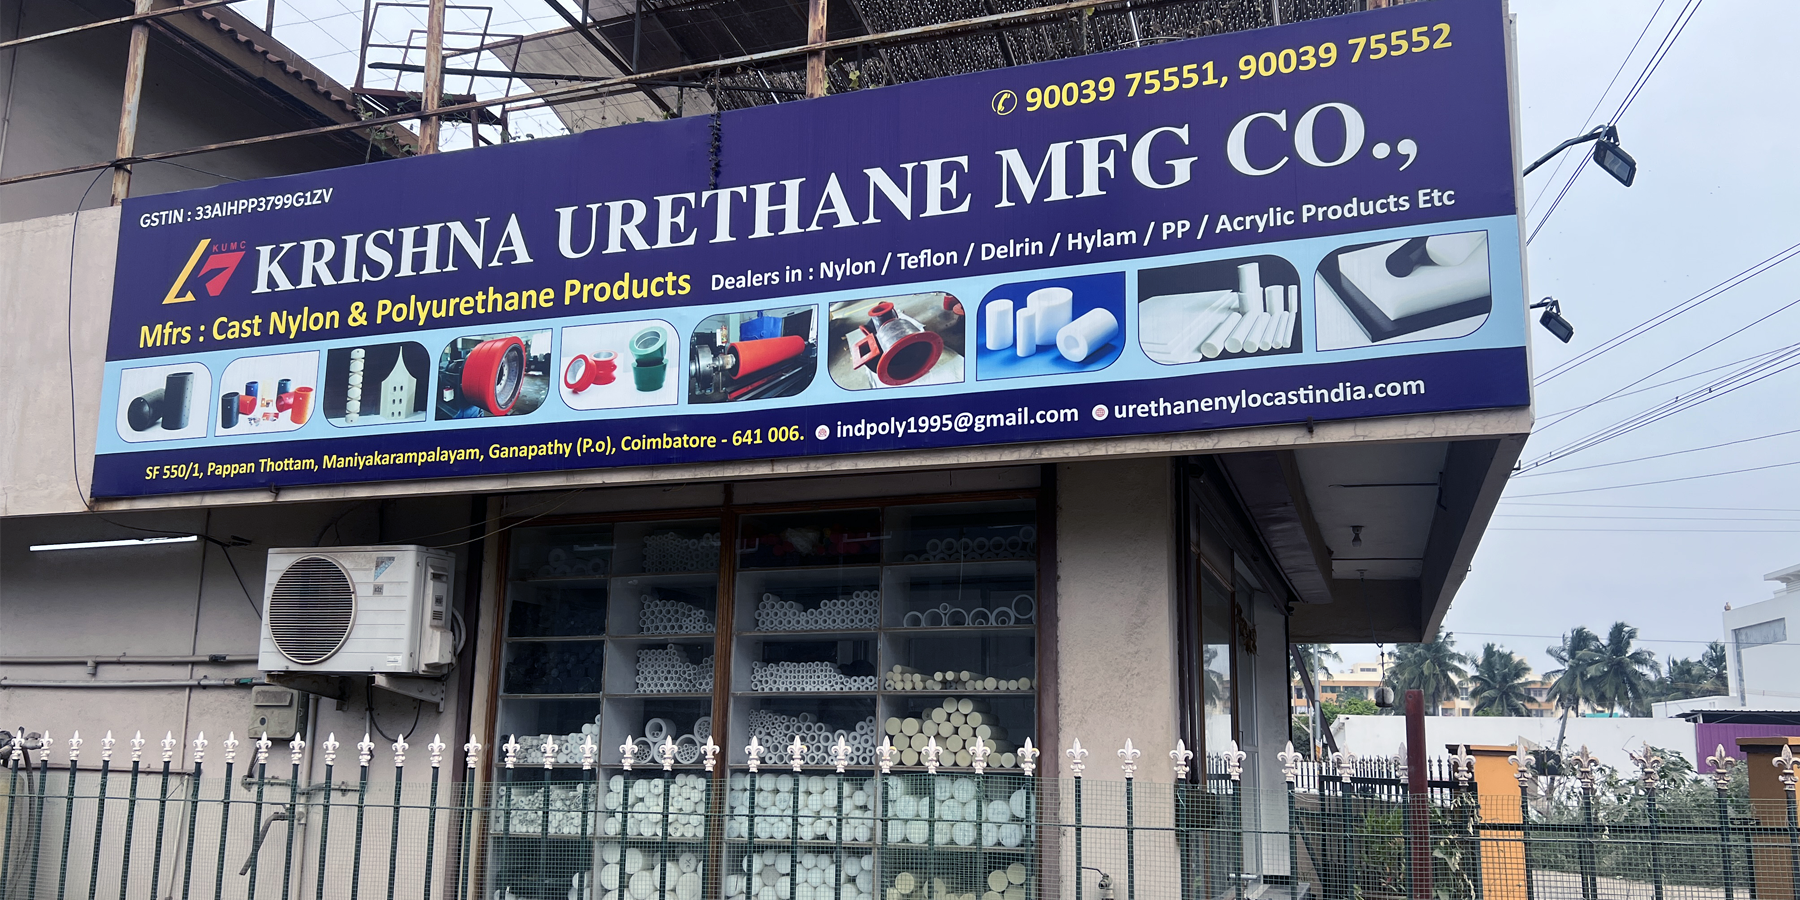 90039 75551, 90039 75552
GSTIN : 33AIHPP3799G1ZV
KUMC
KRISHNA URETHANE MFG CO.,
Mfrs : Cast Nylon & Polyurethane Products
Dealers in : Nylon / Teflon / Delrin / Hylam / PP / Acrylic Products Etc
SF 550/1, Pappan Thottam, Maniyakarampalayam, Ganapathy (P.o), Coimbatore - 641 006.
indpoly1995@gmail.com
urethanenylocastindia.com